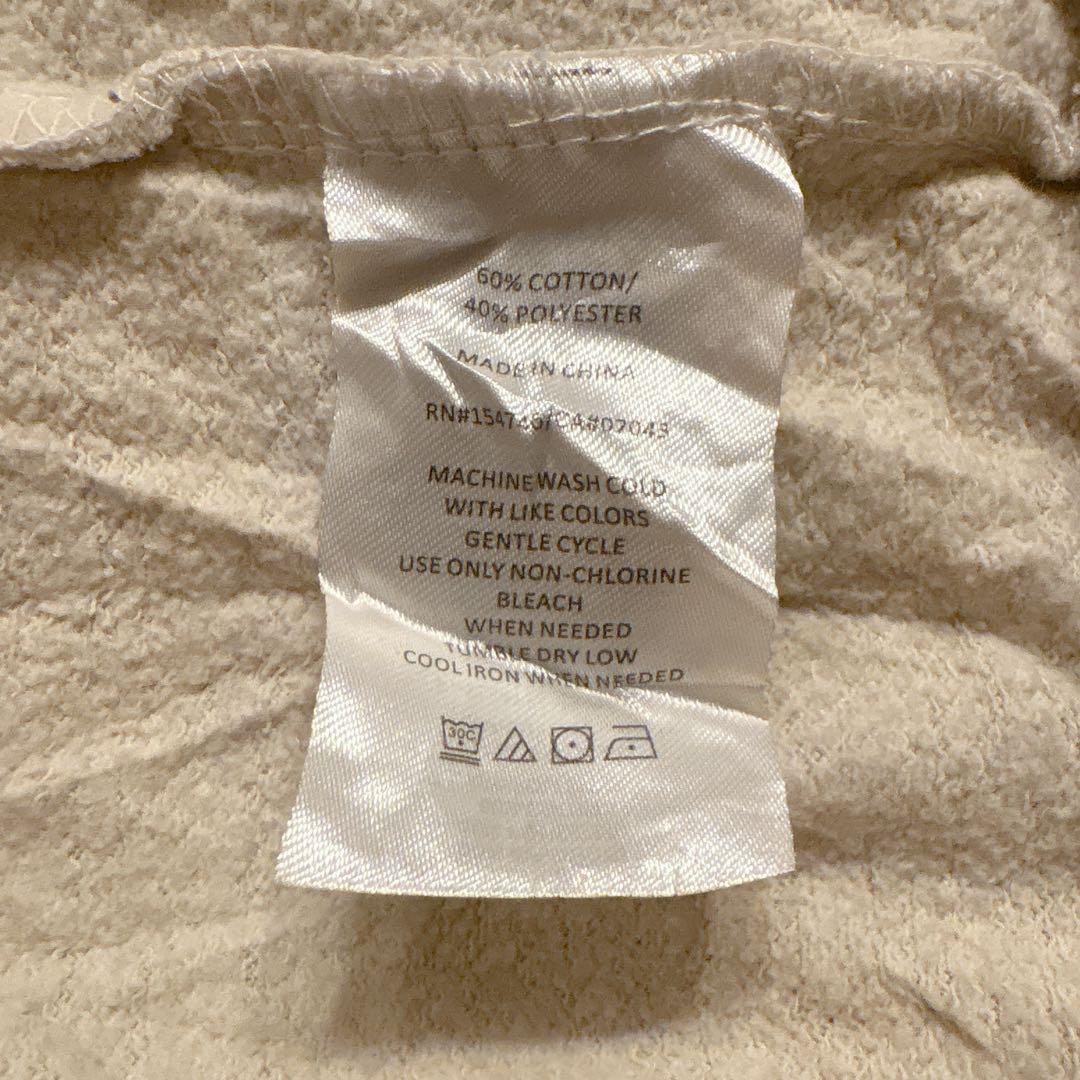 60% COTTON/
40% POLYESTER
MADE IN CHINA
MACHINE WASH COLD
WITH LIKE COLORS
GENTLE CYCLE
USE ONLY NON-CHLORINE
BLEACH
WHEN NEEDED
TUMBLE DRY LOW
COOL IRON WHEN NEEDED
30C